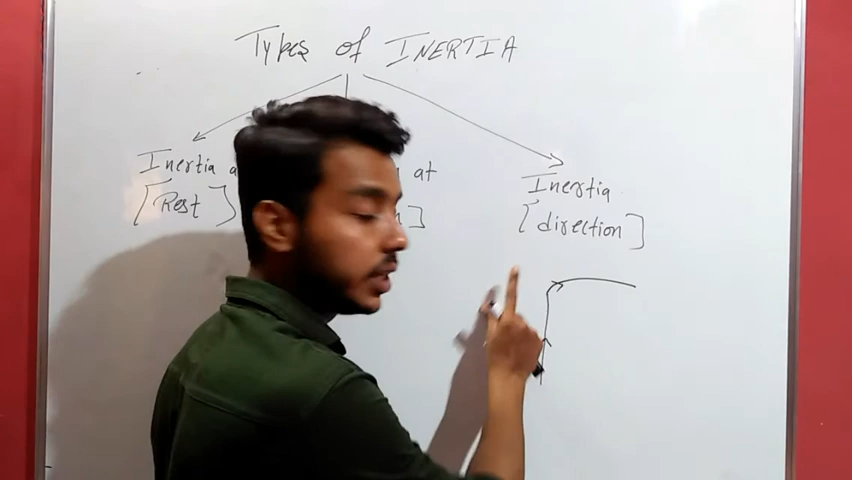 Types of INERTIA
Inertia a
[Rest]
at
Inertia
[direction]